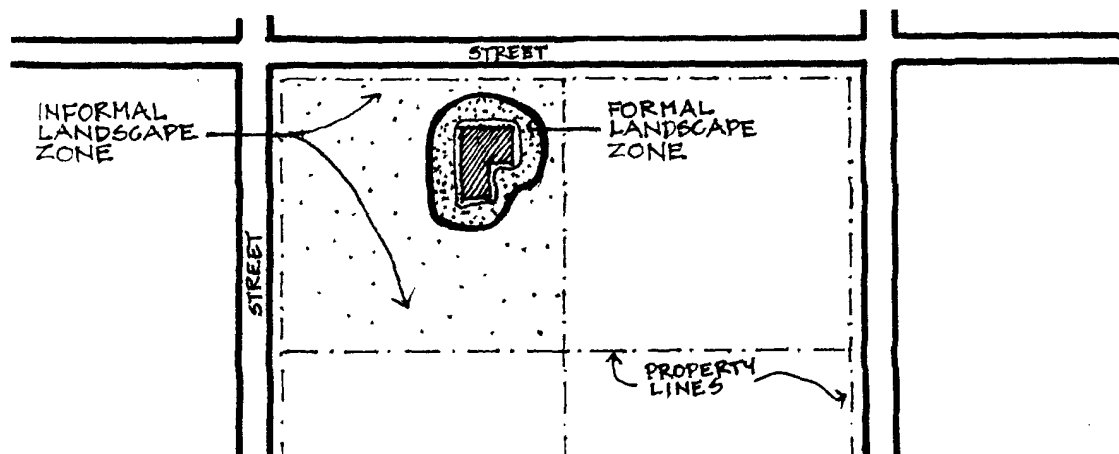 STREET
INFORMAL
LANDSCAPE
ZONE
FORMAL
LANDSCAPE
ZONE
STREET
PROPERTY
LINES